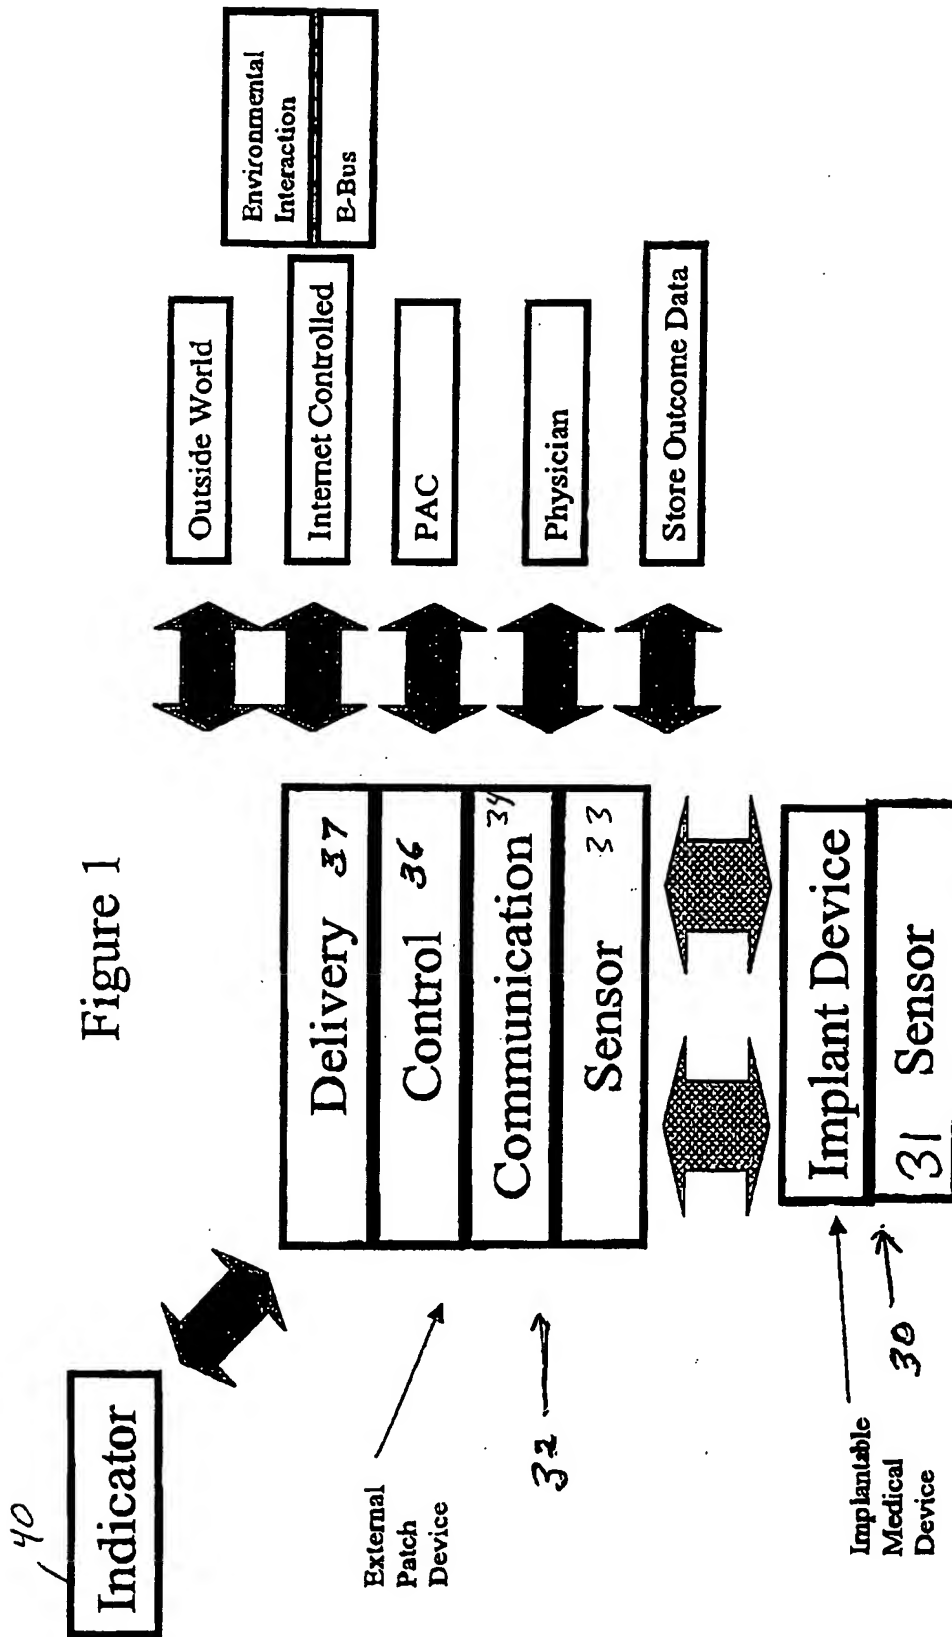 Figure 1
40
Indicator
External
Patch
Device
32
Delivery 37
Control 36
Communication 34
Sensor 33
Outside World
Internet Controlled
Environmental
Interaction
E-Bus
PAC
Physician
Store Outcome Data
Implantable
Medical
Device
30
Implant Device
31 Sensor